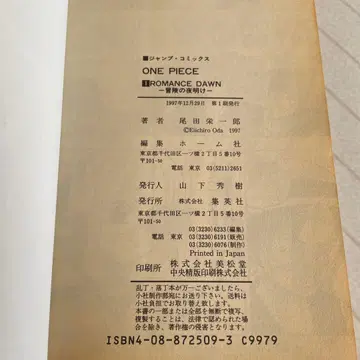 ■ジャンプ・コミックス
ONE PIECE
1 ROMANCE DAWN
―冒険の夜明け―
1997年12月29日 第1刷発行
著者 尾田栄一郎
©Eiichiro Oda 1997
編集 ホーム社
東京都千代田区一ツ橋2丁目5番10号
〒101-50
電話 東京 03(5211)2651
発行人 山下秀樹
発行所 株式会社 集英社
東京都千代田区一ツ橋2丁目5番10号
〒101-50
03(3230)6233(編集)
電話 東京 03(3230)6191(販売)
03(3230)6076(制作)
Printed in Japan
印刷所 株式会社美松堂
中央精版印刷株式会社
乱丁、落丁本が万一ございましたら、
小社制作部宛にお送り下さい。送料は
小社負担でお取り替え致します。
本書の一部または全部を無断で複写、
複製することは、法律で認められた場
合を除き、著作権の侵害となります。
ISBN4-08-872509-3 C9979